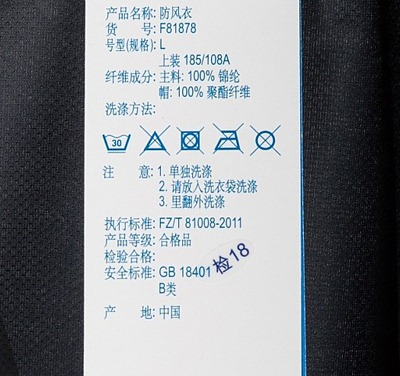 产品名称: 防风衣
货 号: F81878
号型(规格): L
上装 185/108A
纤维成分: 主料: 100% 锦纶
帽: 100% 聚酯纤维
洗涤方法:
30
注 意: 1. 单独洗涤
2. 请放入洗衣袋洗涤
3. 里翻外洗涤
执行标准: FZ/T 81008-2011
产品等级: 合格品
检验合格:
检18
安全标准: GB 18401
B类
产 地: 中国